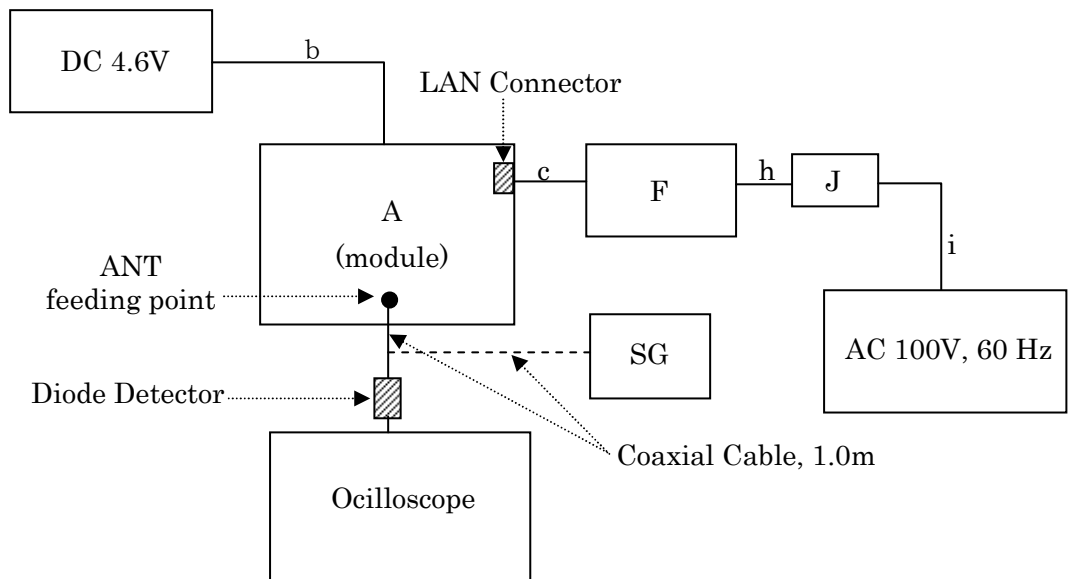 DC 4.6V
b
LAN Connector
A
(module)
c
F
h
J
i
ANT
feeding point
SG
AC 100V, 60 Hz
Diode Detector
Coaxial Cable, 1.0m
Ocilloscope